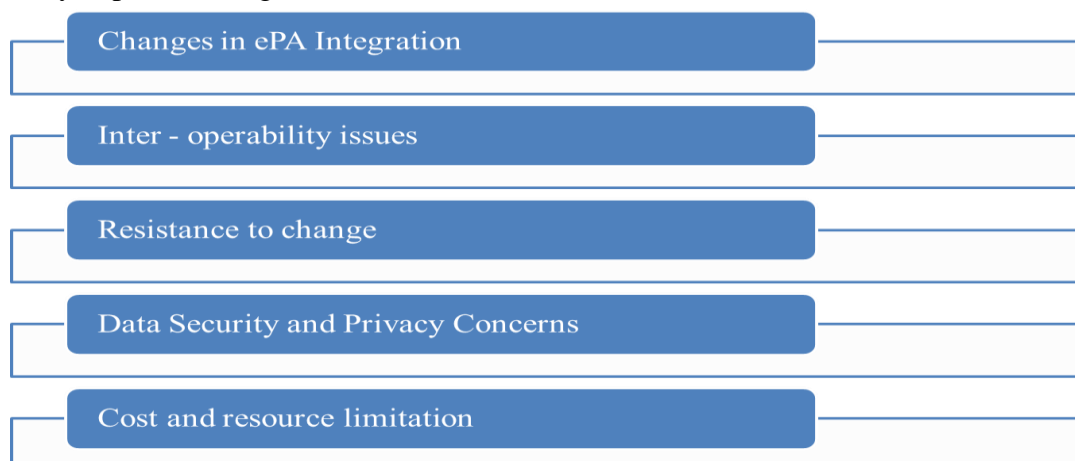 Changes in ePA Integration
Inter - operability issues
Resistance to change
Data Security and Privacy Concerns
Cost and resource limitation